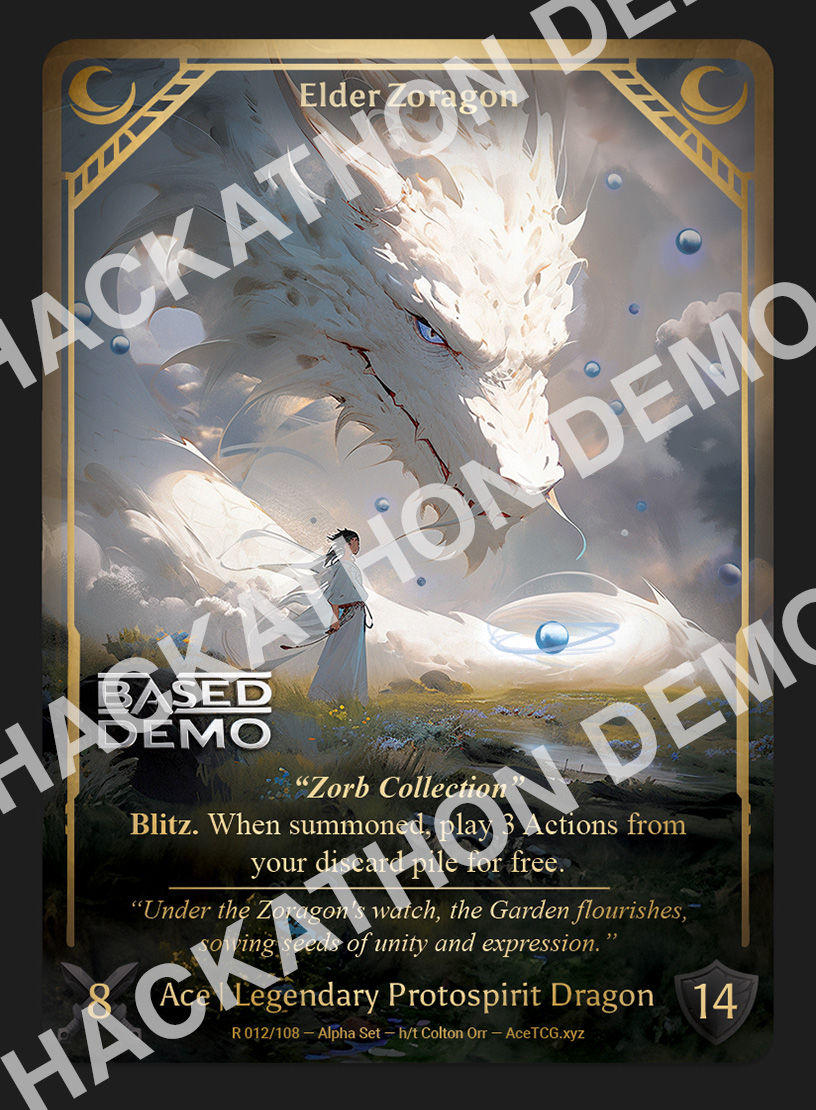 HACKATHON DEMO
Elder Zoragon
HACKATHON DEMO
BASED
DEMO
HACKATHON DEMO
“Zorb Collection”
Blitz. When summoned, play 3 Actions from
your discard pile for free.
“Under the Zoragon's watch, the Garden flourishes,
sowing seeds of unity and expression.”
8
Ace | Legendary Protospirit Dragon
14
R 012/108 — Alpha Set — h/t Colton Orr — AceTCG.xyz